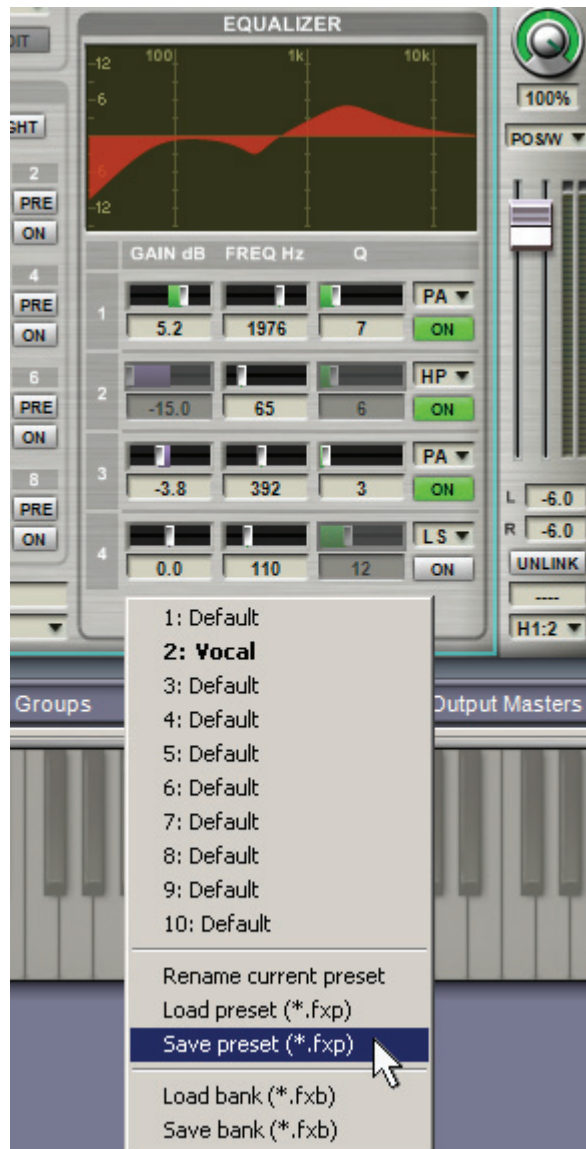 EQUALIZER
DIT
-12 100 1k 10k
-6
100%
GHT
POS/W
-6
2
-12
PRE
ON
GAIN dB FREQ Hz Q
4
PRE
ON
1 PA
5.2 1976 7 ON
6
PRE
ON
2 HP
-15.0 65 6 ON
8
PRE
ON
3 PA
-3.8 392 3 ON
L -6.0
R -6.0
4 LS
0.0 110 12 ON
UNLINK
----
H1:2
1: Default
2: Vocal
3: Default
4: Default
5: Default
6: Default
7: Default
8: Default
9: Default
10: Default
Groups
Output Masters
Rename current preset
Load preset (*.fxp)
Save preset (*.fxp)
Load bank (*.fxb)
Save bank (*.fxb)